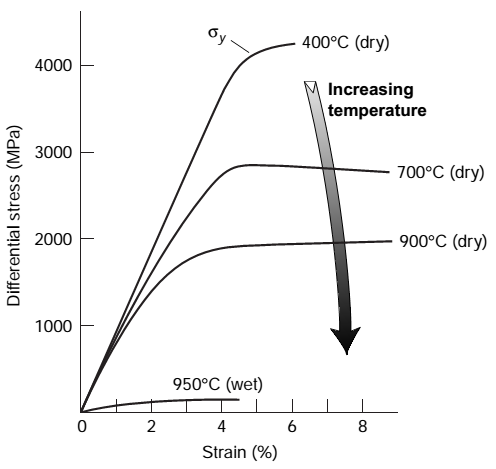 σy
400°C (dry)
4000
Increasing
temperature
3000
700°C (dry)
Differential stress (MPa)
2000
900°C (dry)
1000
950°C (wet)
0 2 4 6 8
Strain (%)